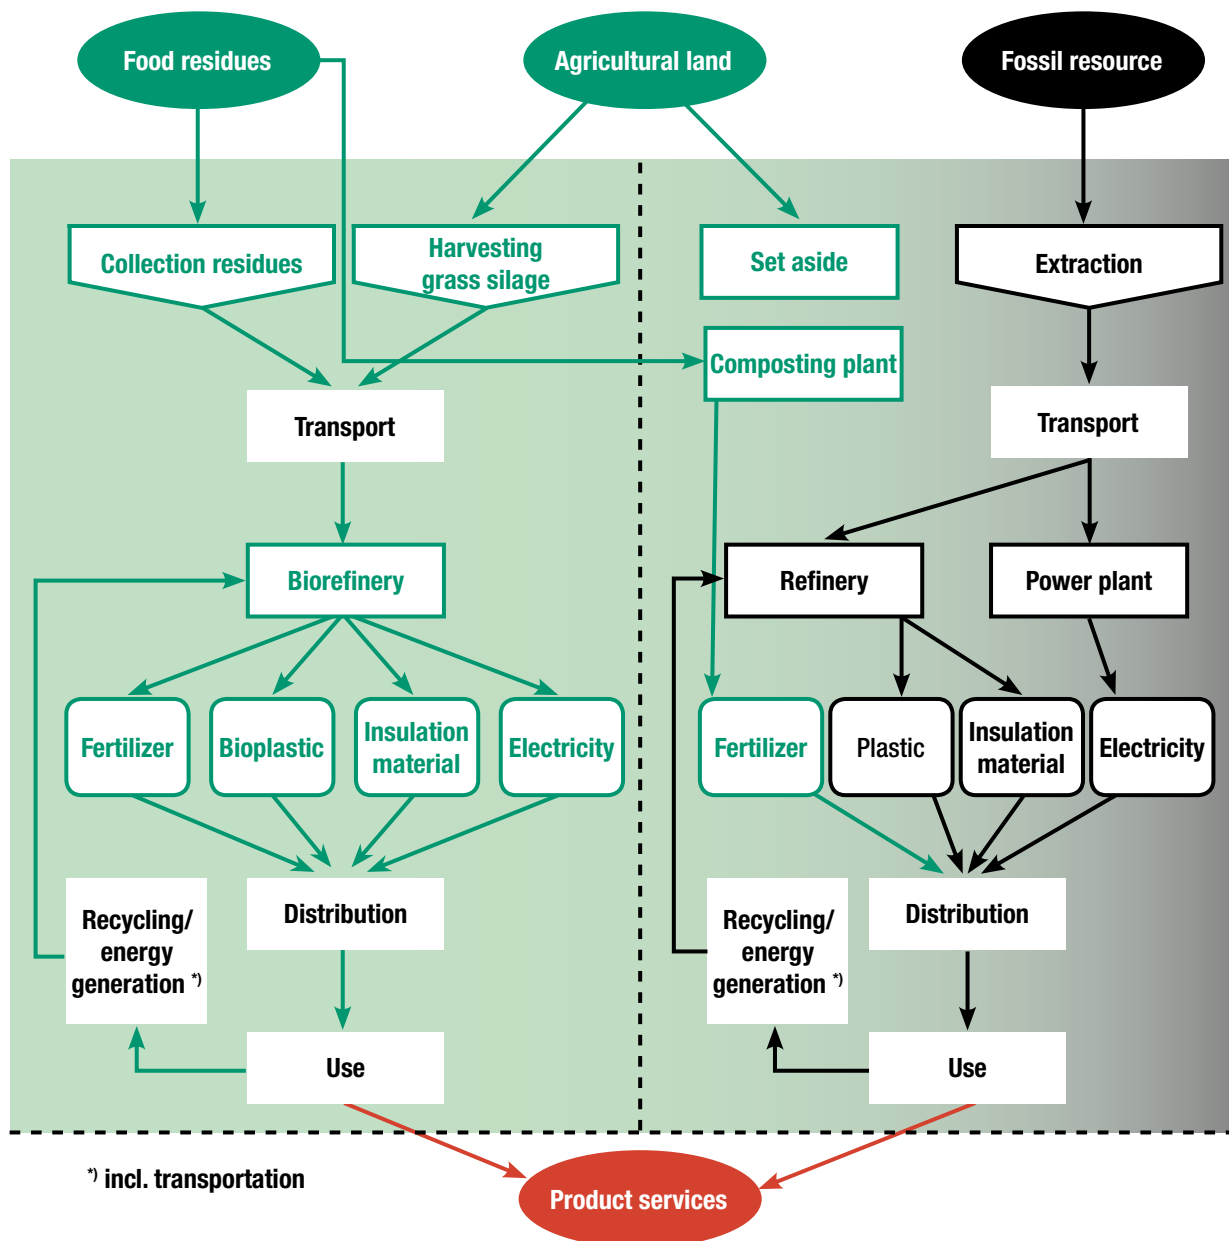 Food residues
Agricultural land
Fossil resource
Collection residues
Harvesting
grass silage
Set aside
Extraction
Composting plant
Transport
Transport
Biorefinery
Refinery
Power plant
Fertilizer
Bioplastic
Insulation
material
Electricity
Fertilizer
Plastic
Insulation
material
Electricity
Recycling/
energy
generation *)
Distribution
Recycling/
energy
generation *)
Distribution
Use
Use
*) incl. transportation
Product services